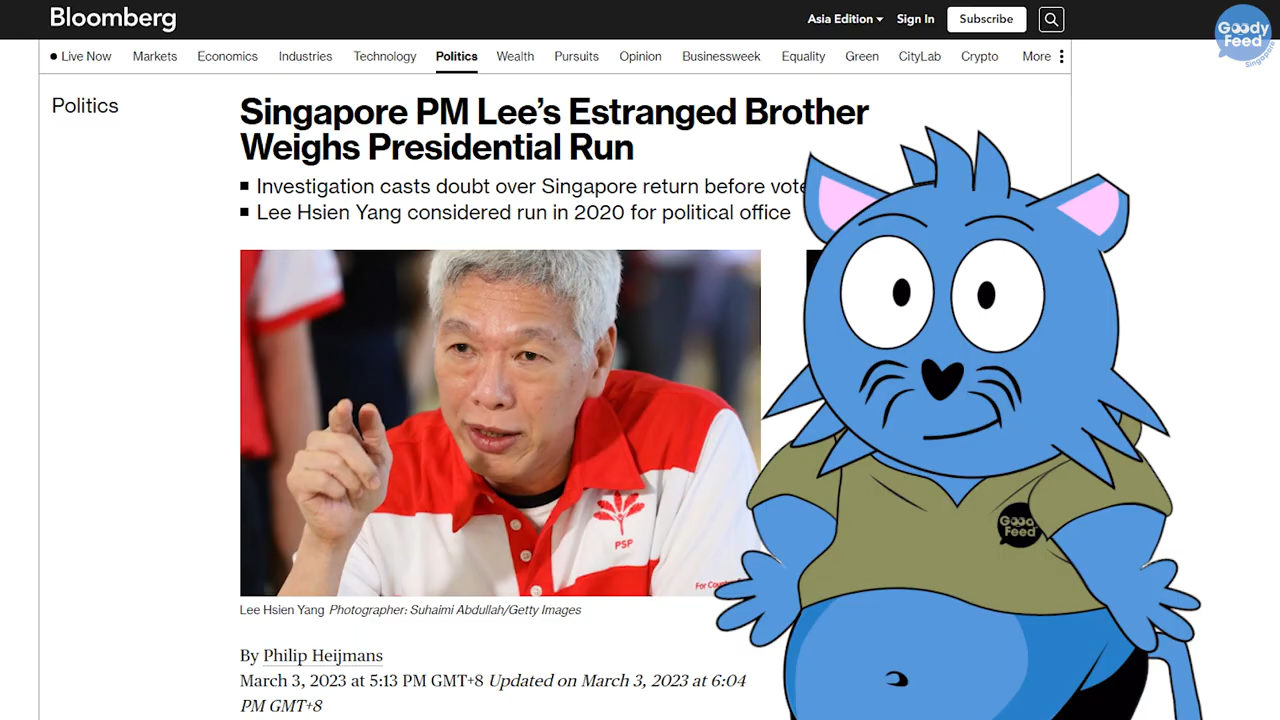 Bloomberg
Asia Edition Sign In Subscribe
Goody
Feed
Singapore
Live Now Markets Economics Industries Technology Politics Wealth Pursuits Opinion Businessweek Equality Green CityLab Crypto More
Politics
Singapore PM Lee’s Estranged Brother
Weighs Presidential Run
Investigation casts doubt over Singapore return before vote
Lee Hsien Yang considered run in 2020 for political office
PSP
For
Goody
Feed
Lee Hsien Yang Photographer: Suhaimi Abdullah/Getty Images
By Philip Heijmans
March 3, 2023 at 5:13 PM GMT+8 Updated on March 3, 2023 at 6:04
PM GMT+8